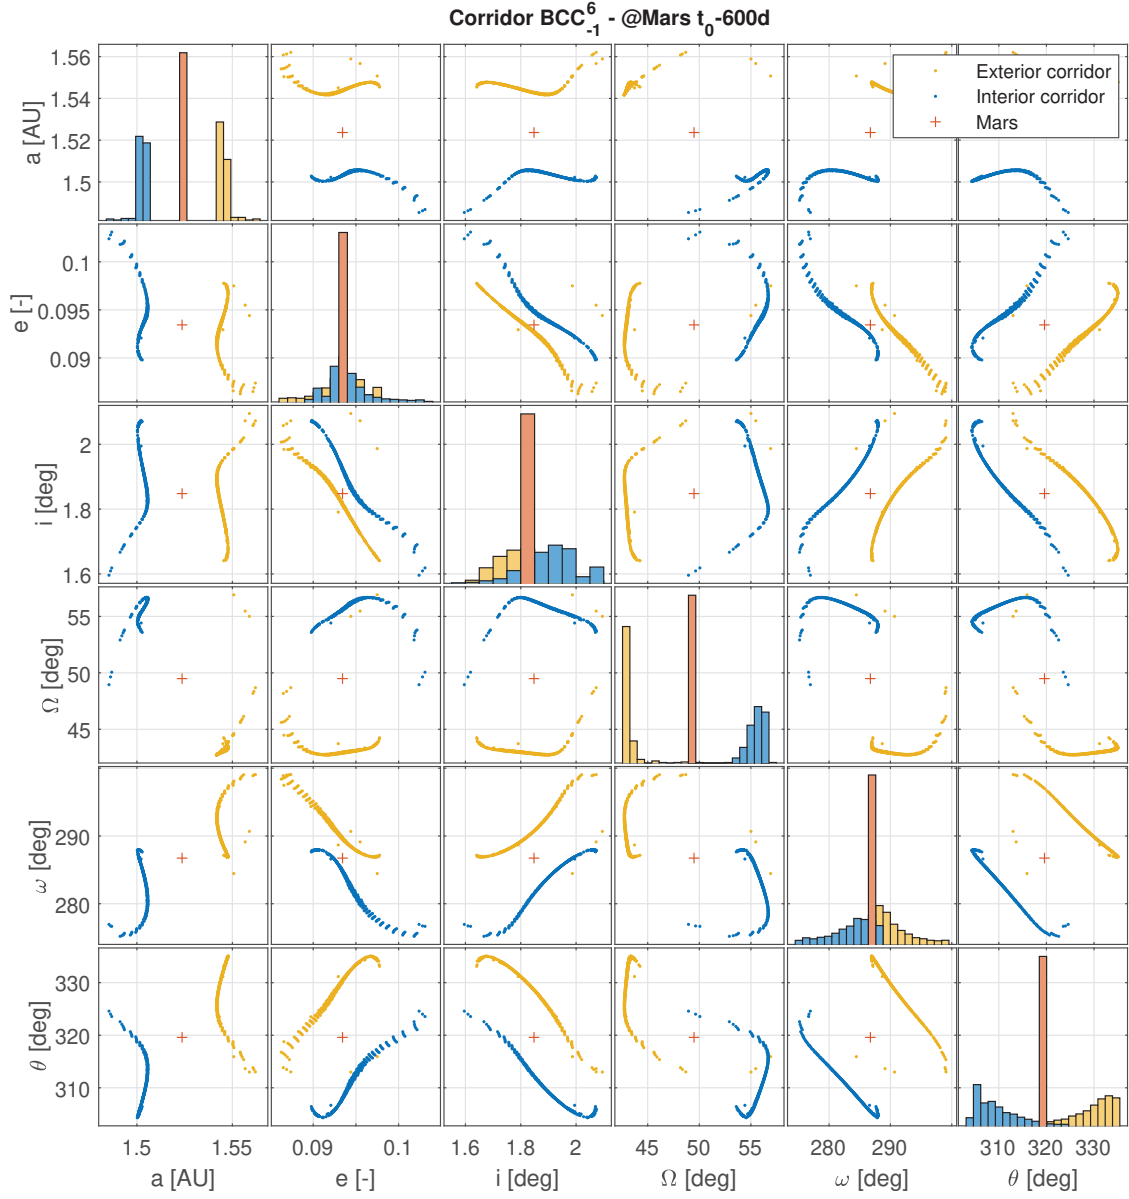 Corridor BCC⁶₋₁ - @Mars t₀-600d
Exterior corridor
Interior corridor
Mars
a [AU]
1.56
1.54
1.52
1.5
e [-]
0.1
0.095
0.09
i [deg]
2
1.8
1.6
Ω [deg]
55
50
45
ω [deg]
290
280
θ [deg]
330
320
310
1.5 1.55 0.09 0.1 1.6 1.8 2 45 50 55 280 290 310 320 330
a [AU] e [-] i [deg] Ω [deg] ω [deg] θ [deg]